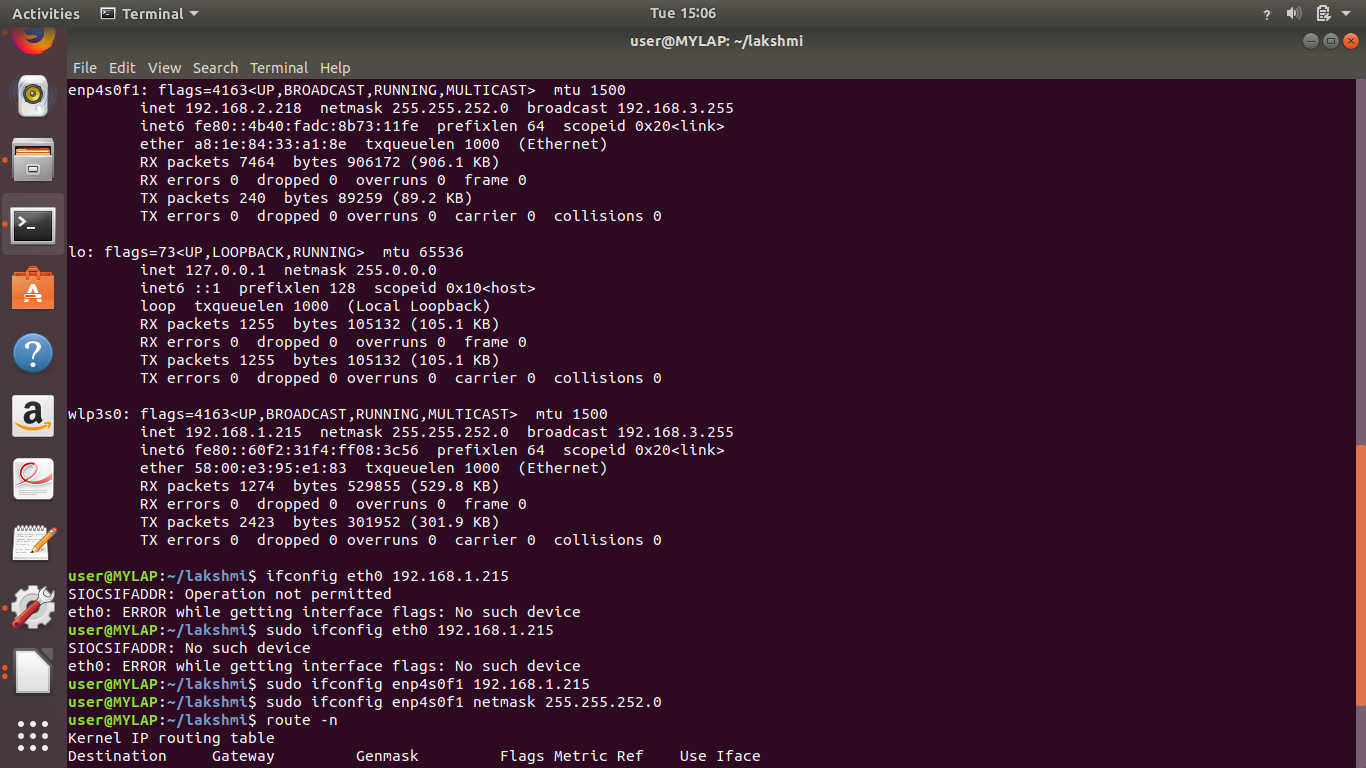 Activities Terminal Tue 15:06 ?
user@MYLAP: ~/lakshmi
File Edit View Search Terminal Help
enp4s0f1: flags=4163<UP,BROADCAST,RUNNING,MULTICAST>  mtu 1500
        inet 192.168.2.218  netmask 255.255.252.0  broadcast 192.168.3.255
        inet6 fe80::4b40:fadc:8b73:11fe  prefixlen 64  scopeid 0x20<link>
        ether a8:1e:84:33:a1:8e  txqueuelen 1000  (Ethernet)
        RX packets 7464  bytes 906172 (906.1 KB)
        RX errors 0  dropped 0  overruns 0  frame 0
        TX packets 240  bytes 89259 (89.2 KB)
        TX errors 0  dropped 0 overruns 0  carrier 0  collisions 0
lo: flags=73<UP,LOOPBACK,RUNNING>  mtu 65536
        inet 127.0.0.1  netmask 255.0.0.0
        inet6 ::1  prefixlen 128  scopeid 0x10<host>
        loop  txqueuelen 1000  (Local Loopback)
        RX packets 1255  bytes 105132 (105.1 KB)
        RX errors 0  dropped 0  overruns 0  frame 0
        TX packets 1255  bytes 105132 (105.1 KB)
        TX errors 0  dropped 0 overruns 0  carrier 0  collisions 0
wlp3s0: flags=4163<UP,BROADCAST,RUNNING,MULTICAST>  mtu 1500
        inet 192.168.1.215  netmask 255.255.252.0  broadcast 192.168.3.255
        inet6 fe80::60f2:31f4:ff08:3c56  prefixlen 64  scopeid 0x20<link>
        ether 58:00:e3:95:e1:83  txqueuelen 1000  (Ethernet)
        RX packets 1274  bytes 529855 (529.8 KB)
        RX errors 0  dropped 0  overruns 0  frame 0
        TX packets 2423  bytes 301952 (301.9 KB)
        TX errors 0  dropped 0 overruns 0  carrier 0  collisions 0
user@MYLAP:~/lakshmi$ ifconfig eth0 192.168.1.215
SIOCSIFADDR: Operation not permitted
eth0: ERROR while getting interface flags: No such device
user@MYLAP:~/lakshmi$ sudo ifconfig eth0 192.168.1.215
SIOCSIFADDR: No such device
eth0: ERROR while getting interface flags: No such device
user@MYLAP:~/lakshmi$ sudo ifconfig enp4s0f1 192.168.1.215
user@MYLAP:~/lakshmi$ sudo ifconfig enp4s0f1 netmask 255.255.252.0
user@MYLAP:~/lakshmi$ route -n
Kernel IP routing table
Destination     Gateway         Genmask         Flags Metric Ref    Use Iface